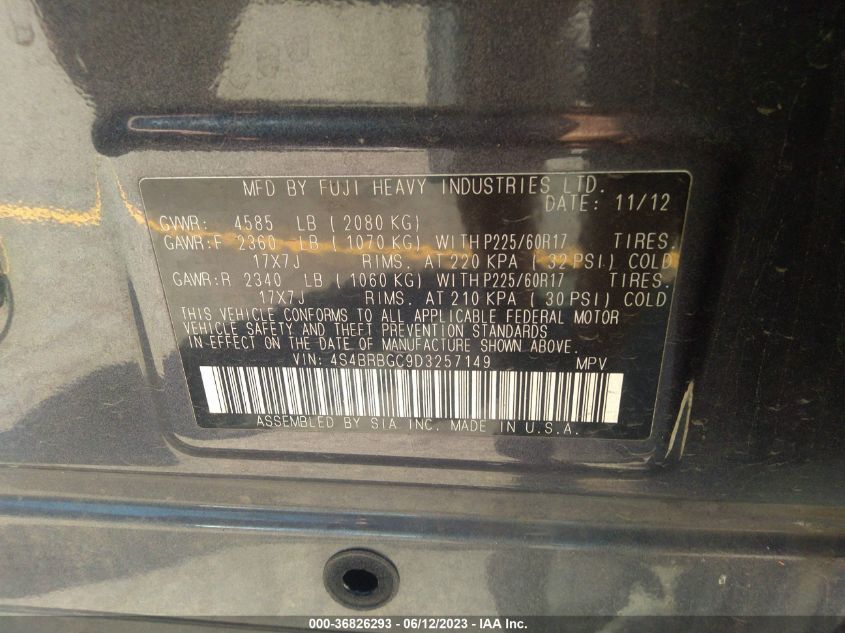 MFD BY FUJI HEAVY INDUSTRIES LTD.
DATE: 11/12
GVWR: 4585 LB ( 2080 KG)
GAWR:F 2360 LB ( 1070 KG) WITH P225/60R17 TIRES.
17X7J RIMS. AT 220 KPA ( 32 PSI) COLD
GAWR:R 2340 LB ( 1060 KG) WITH P225/60R17 TIRES.
17X7J RIMS. AT 210 KPA ( 30 PSI) COLD
THIS VEHICLE CONFORMS TO ALL APPLICABLE FEDERAL MOTOR
VEHICLE SAFETY AND THEFT PREVENTION STANDARDS
IN-EFFECT ON THE DATE OF MANUFACTURE SHOWN ABOVE.
VIN: 4S4BRBGC9D3257149 MPV
ASSEMBLED BY SIA INC. MADE IN U.S.A.
000-36826293 - 06/12/2023 - IAA Inc.